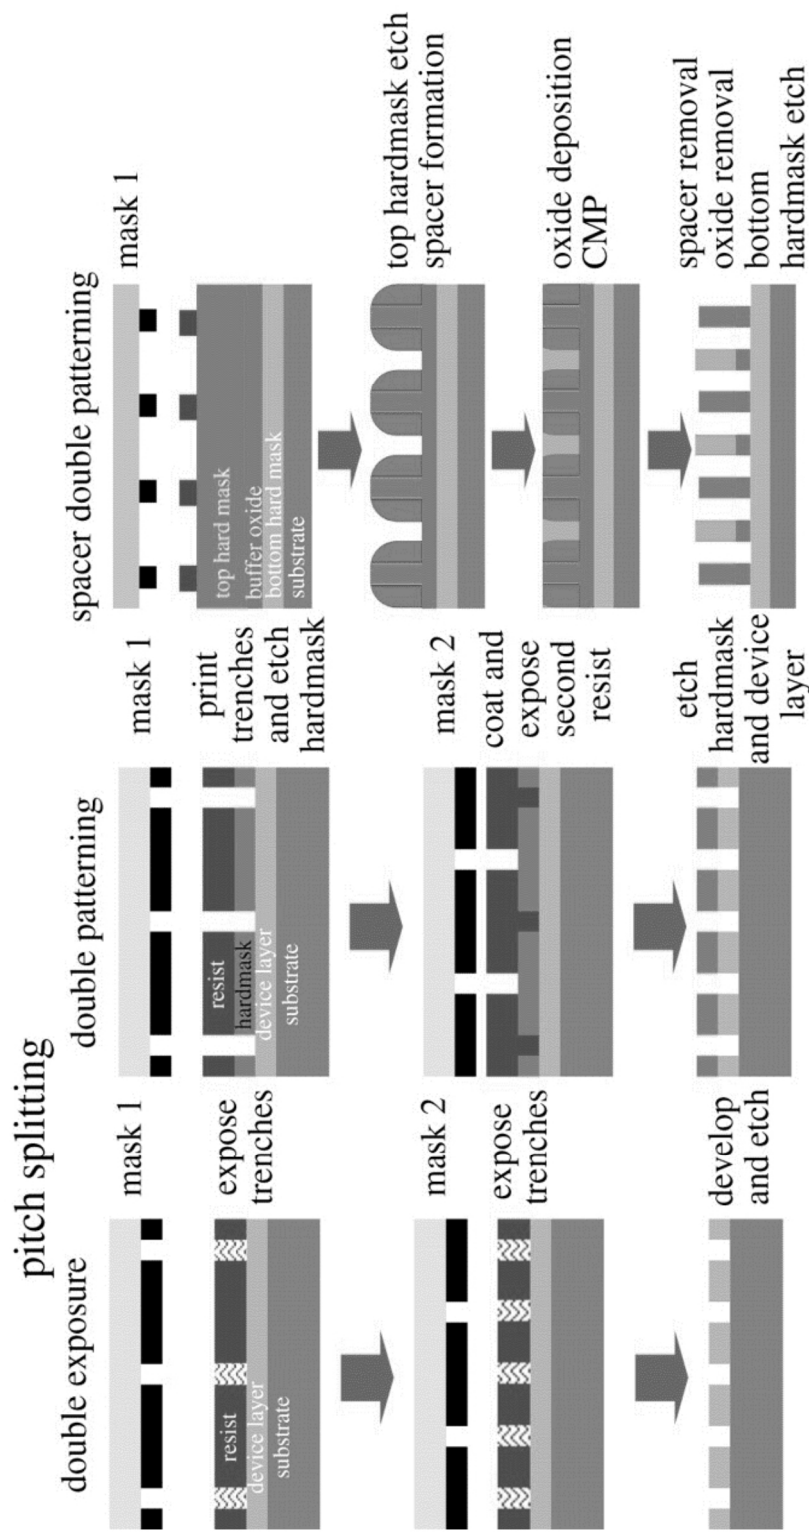 pitch splitting
double exposure
mask 1
resist
device layer
substrate
expose
trenches
mask 2
expose
trenches
develop
and etch
double patterning
mask 1
resist
hardmask
device layer
substrate
print
trenches
and etch
hardmask
mask 2
coat and
expose
second
resist
etch
hardmask
and device
layer
spacer double patterning
mask 1
top hard mask
buffer oxide
bottom hard mask
substrate
top hardmask etch
spacer formation
oxide deposition
CMP
spacer removal
oxide removal
bottom
hardmask etch